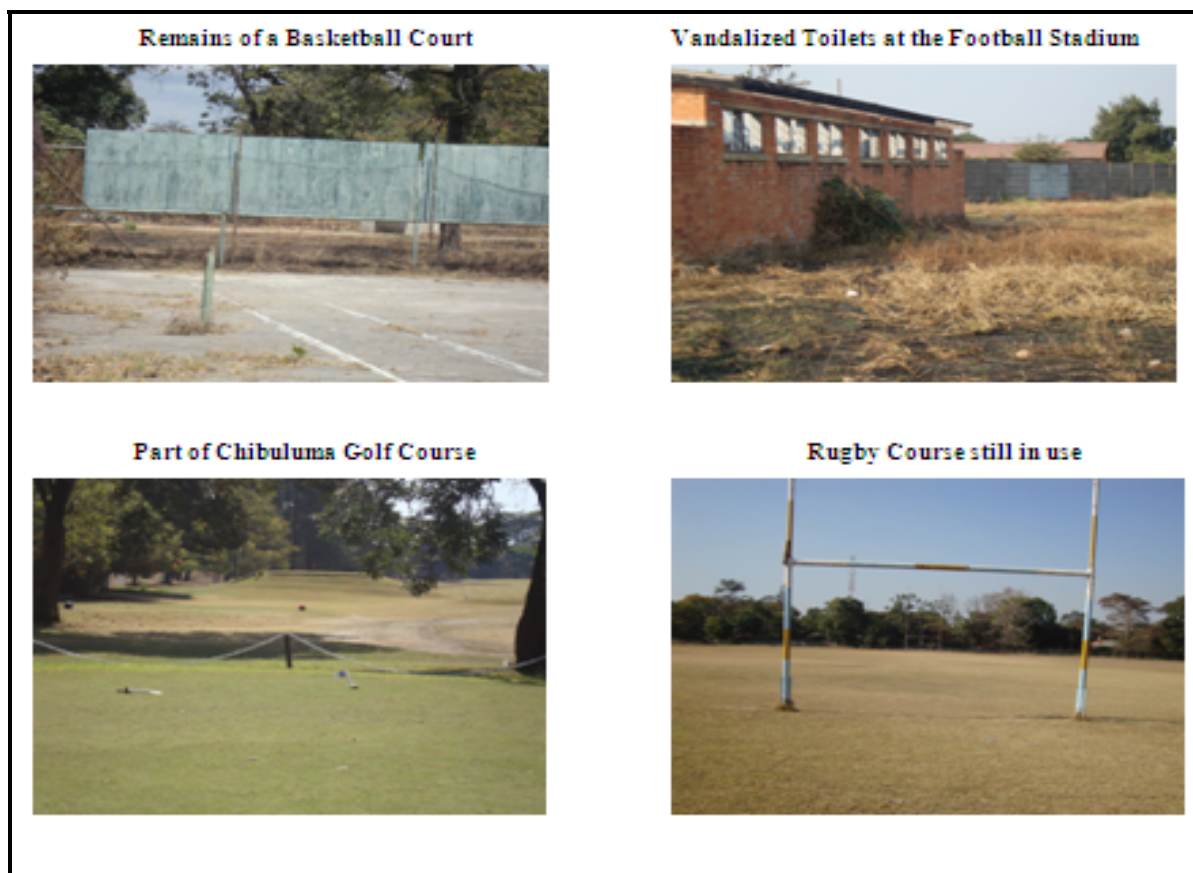 Remains of a Basketball Court
Vandalized Toilets at the Football Stadium
Part of Chibuluma Golf Course
Rugby Course still in use